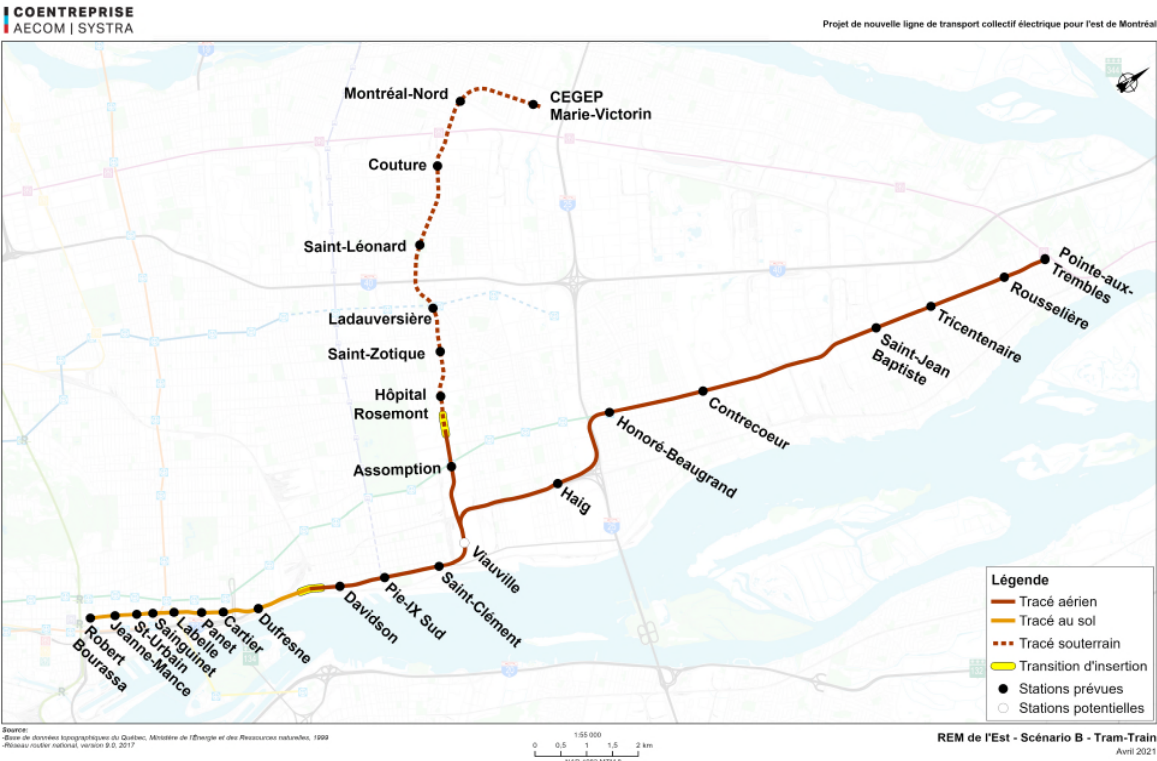 COENTREPRISE
AECOM | SYSTRA
Projet de nouvelle ligne de transport collectif électrique pour l'est de Montréal
Montréal-Nord
CEGEP
Marie-Victorin
Couture
Saint-Léonard
Ladauversière
Saint-Zotique
Hôpital
Rosemont
Assomption
Pointe-aux-
Trembles
Rousselière
Tricentenaire
Saint-Jean
Baptiste
Contrecoeur
Honoré-Beaugrand
Haig
Viauville
Saint-Clément
Pie-IX Sud
Davidson
Dufresne
Cartier
Panet
Labelle
Sainguinet
St-Urbain
Jeanne-Mance
Robert
Bourassa
Légende
Tracé aérien
Tracé au sol
Tracé souterrain
Transition d'insertion
Stations prévues
Stations potentielles
Source:
-Base de données topographiques du Québec, Ministère de l'Énergie et des Ressources naturelles, 1999
-Réseau routier national, version 9.0, 2017
1:55 000
0 0,5 1 1,5 2 km
REM de l'Est - Scénario B - Tram-Train
Avril 2021